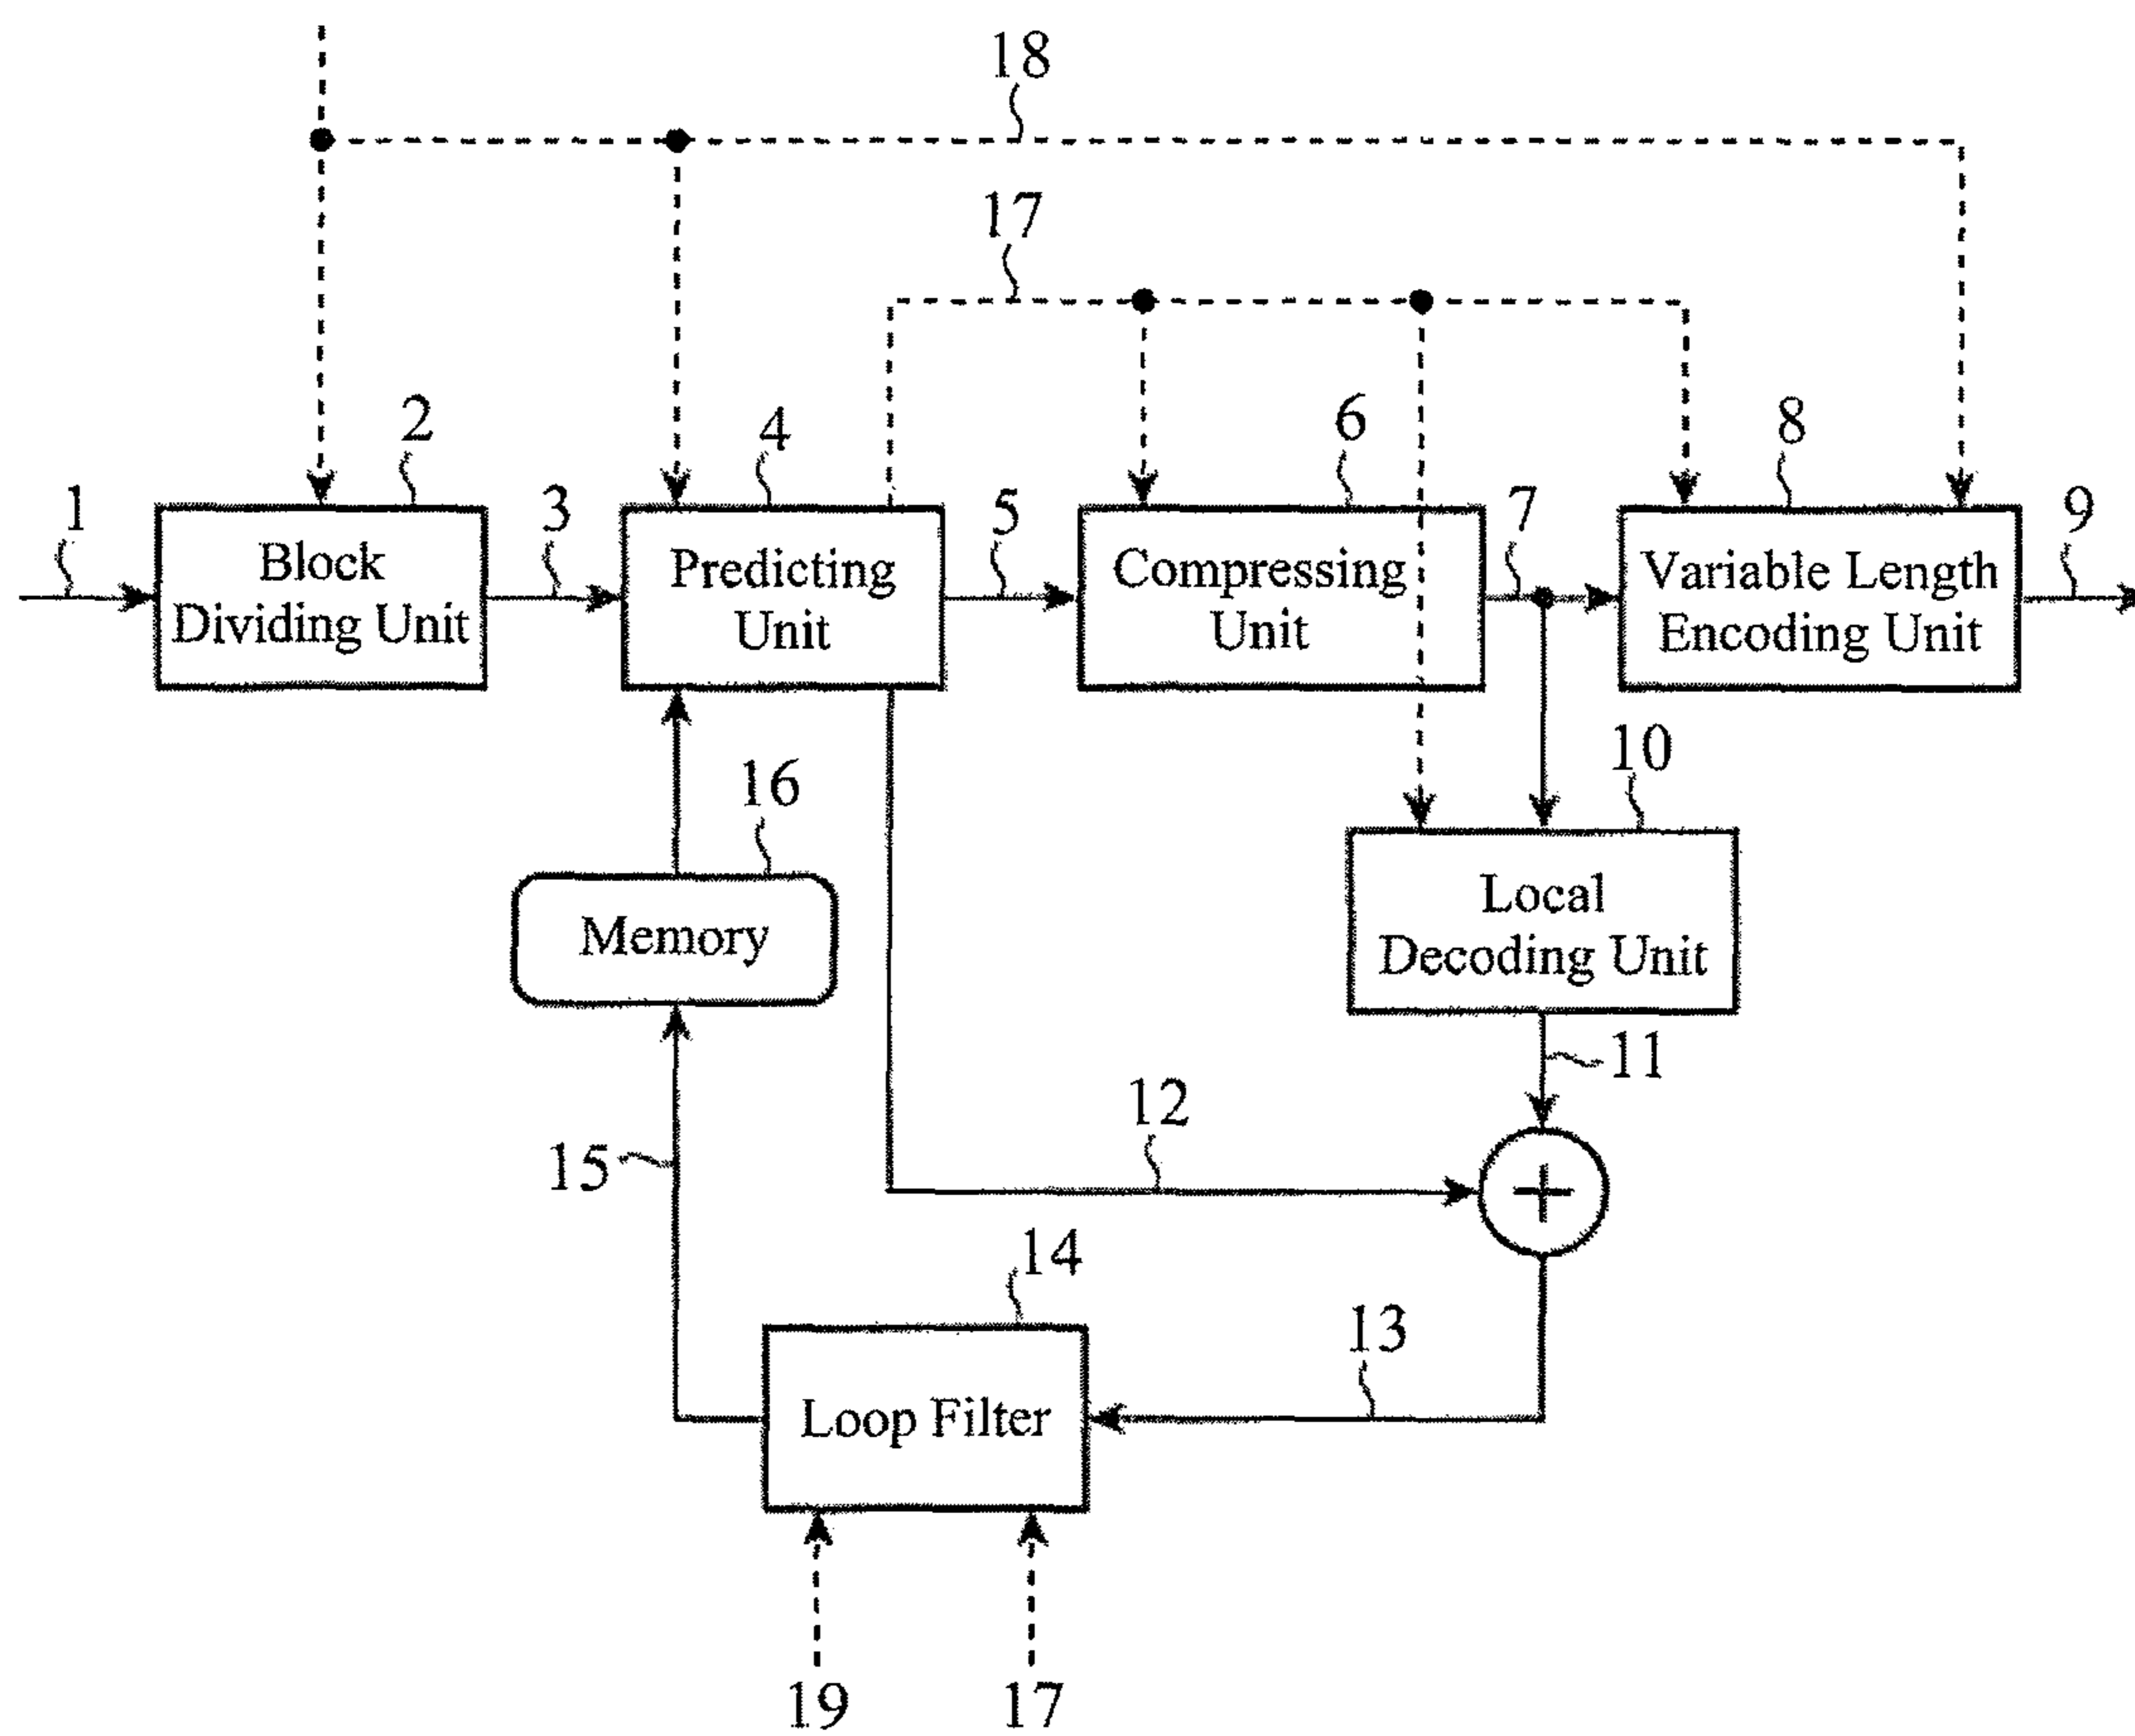 18
17
2
4
6
8
1
3
5
7
9
Block
Dividing Unit
Predicting
Unit
Compressing
Unit
Variable Length
Encoding Unit
10
16
Local
Decoding Unit
Memory
11
12
15
+
14
13
Loop Filter
19
17